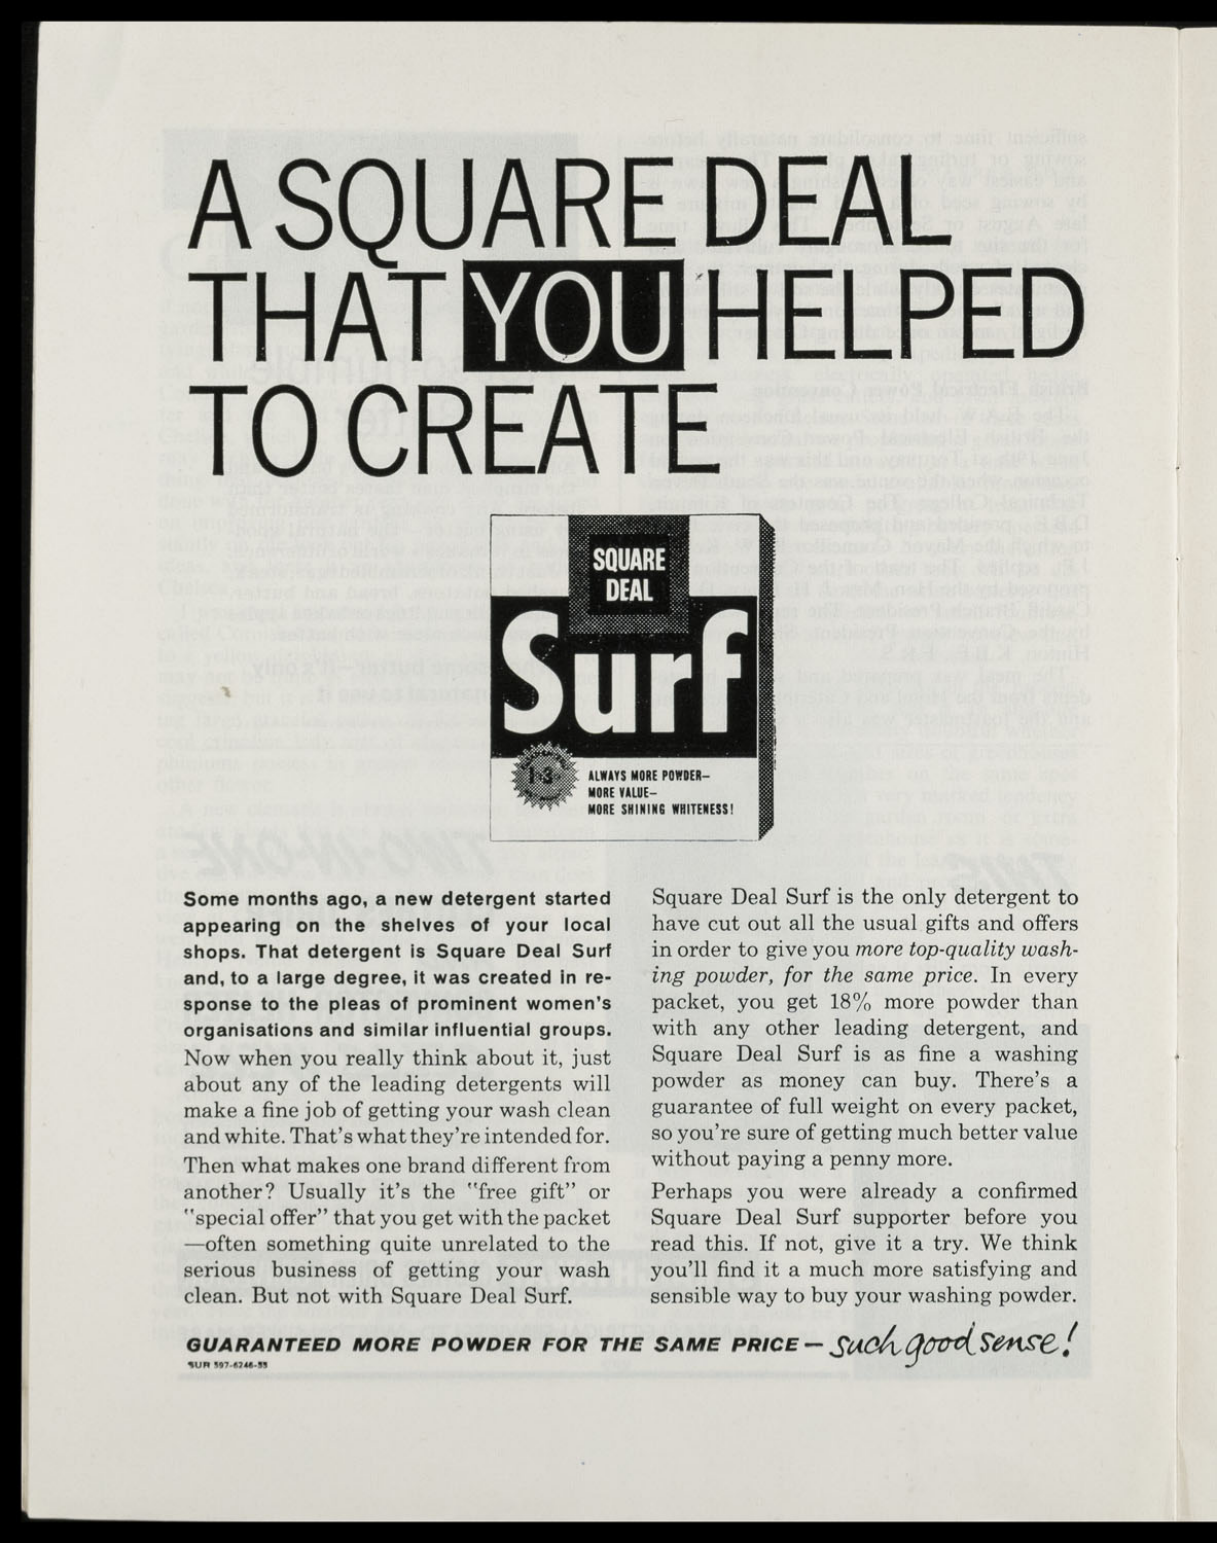 A SQUARE DEAL
THAT YOU HELPED
TO CREATE
SQUARE
DEAL
Surf
1·3
ALWAYS MORE POWDER—
MORE VALUE—
MORE SHINING WHITENESS!
Some months ago, a new detergent started
appearing on the shelves of your local
shops. That detergent is Square Deal Surf
and, to a large degree, it was created in re-
sponse to the pleas of prominent women's
organisations and similar influential groups.
Now when you really think about it, just
about any of the leading detergents will
make a fine job of getting your wash clean
and white. That's what they're intended for.
Then what makes one brand different from
another? Usually it's the "free gift" or
"special offer" that you get with the packet
—often something quite unrelated to the
serious business of getting your wash
clean. But not with Square Deal Surf.
Square Deal Surf is the only detergent to
have cut out all the usual gifts and offers
in order to give you more top-quality wash-
ing powder, for the same price. In every
packet, you get 18% more powder than
with any other leading detergent, and
Square Deal Surf is as fine a washing
powder as money can buy. There's a
guarantee of full weight on every packet,
so you're sure of getting much better value
without paying a penny more.
Perhaps you were already a confirmed
Square Deal Surf supporter before you
read this. If not, give it a try. We think
you'll find it a much more satisfying and
sensible way to buy your washing powder.
GUARANTEED MORE POWDER FOR THE SAME PRICE — such good sense!
SUR 597-6246-55